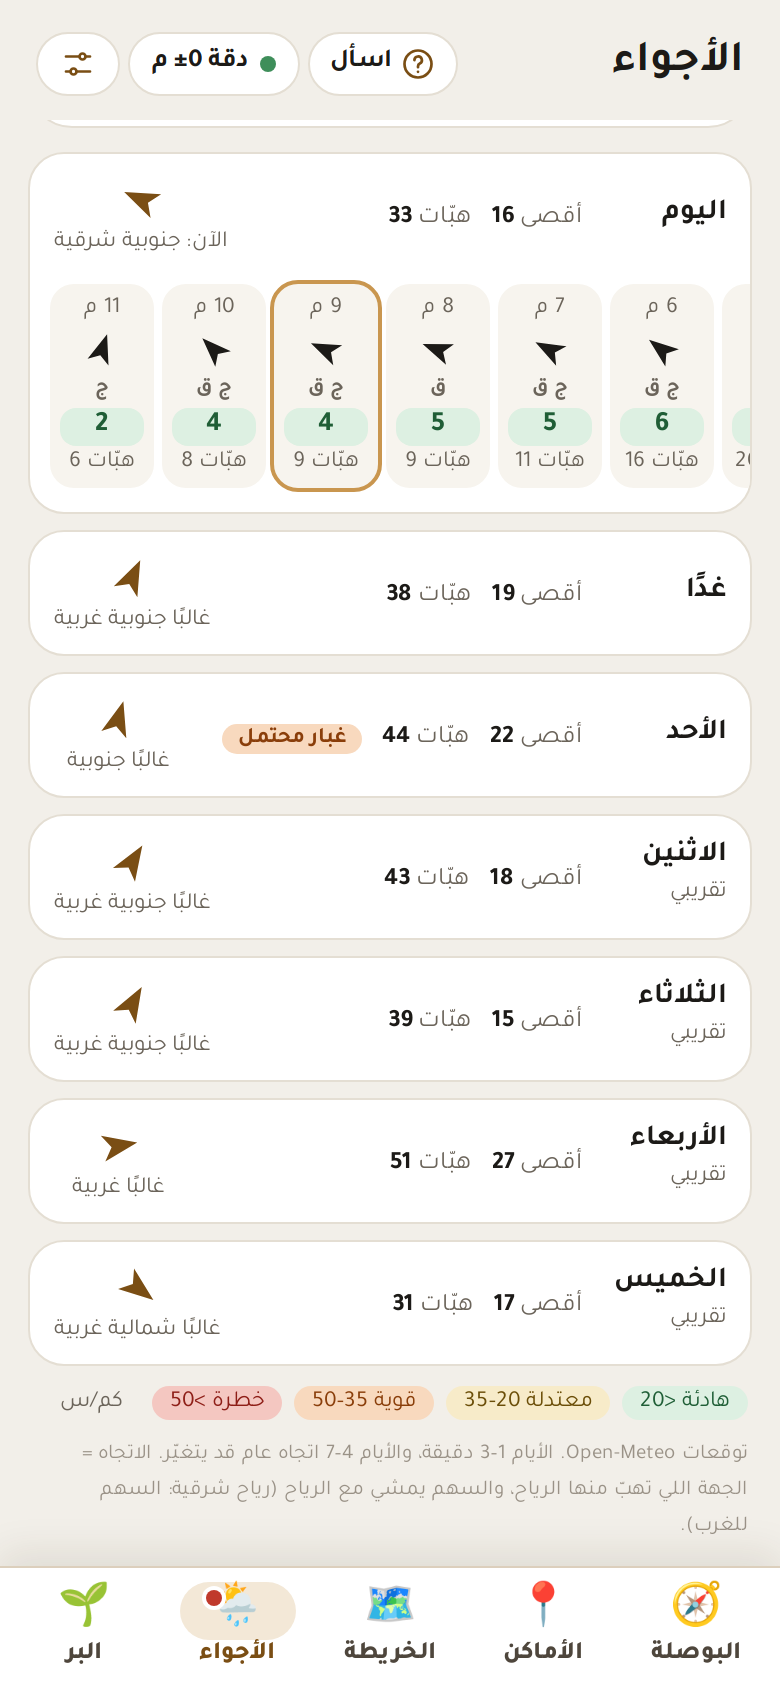 الأجواء
اسأل
دقة ±0 م
اليوم
أقصى 16 هبّات 33
الآن: جنوبية شرقية
6 م
7 م
8 م
9 م
10 م
11 م
ج ق
ج ق
ق
ج ق
ج ق
ج
6
5
5
4
4
2
هبّات 16
هبّات 11
هبّات 9
هبّات 9
هبّات 8
هبّات 6
غدًا
أقصى 19 هبّات 38
غالبًا جنوبية غربية
الأحد
أقصى 22 هبّات 44
غبار محتمل
غالبًا جنوبية
الاثنين
تقريبي
أقصى 18 هبّات 43
غالبًا جنوبية غربية
الثلاثاء
تقريبي
أقصى 15 هبّات 39
غالبًا جنوبية غربية
الأربعاء
تقريبي
أقصى 27 هبّات 51
غالبًا غربية
الخميس
تقريبي
أقصى 17 هبّات 31
غالبًا شمالية غربية
هادئة <20
معتدلة 20-35
قوية 35-50
خطرة >50
كم/س
توقعات Open-Meteo. الأيام 1-3 دقيقة، والأيام 4-7 اتجاه عام قد يتغيّر. الاتجاه =
الجهة اللي تهبّ منها الرياح، والسهم يمشي مع الرياح (رياح شرقية: السهم
للغرب).
البوصلة
الأماكن
الخريطة
الأجواء
البر